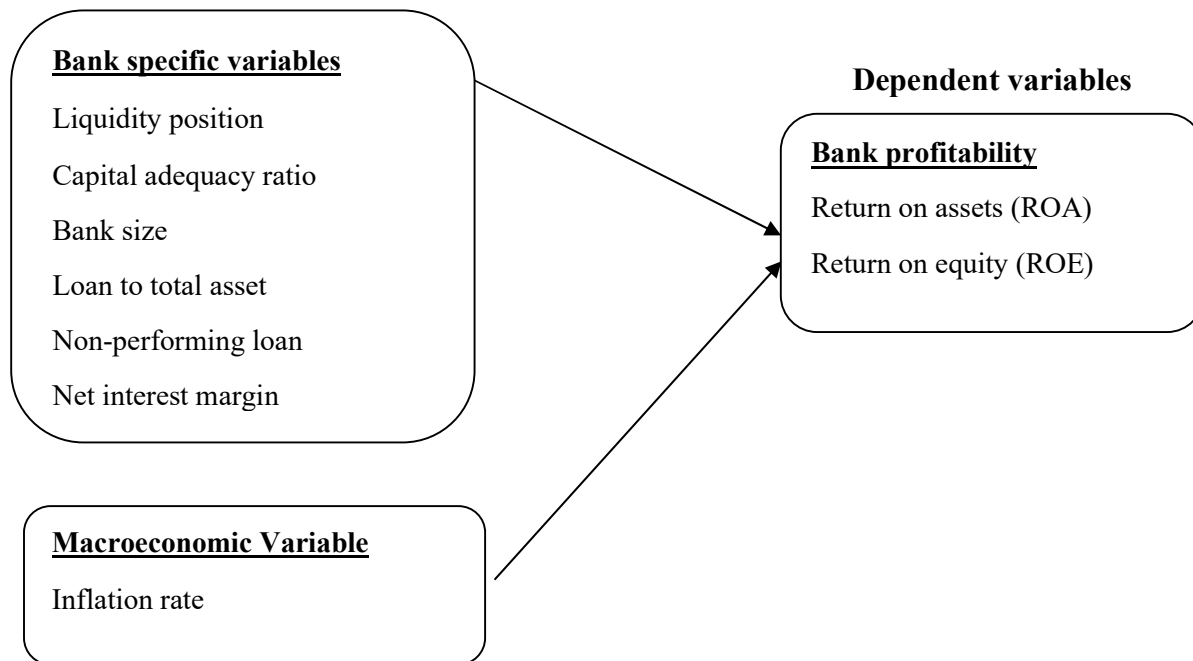 Bank specific variables
Liquidity position
Capital adequacy ratio
Bank size
Loan to total asset
Non-performing loan
Net interest margin
Dependent variables
Bank profitability
Return on assets (ROA)
Return on equity (ROE)
Macroeconomic Variable
Inflation rate